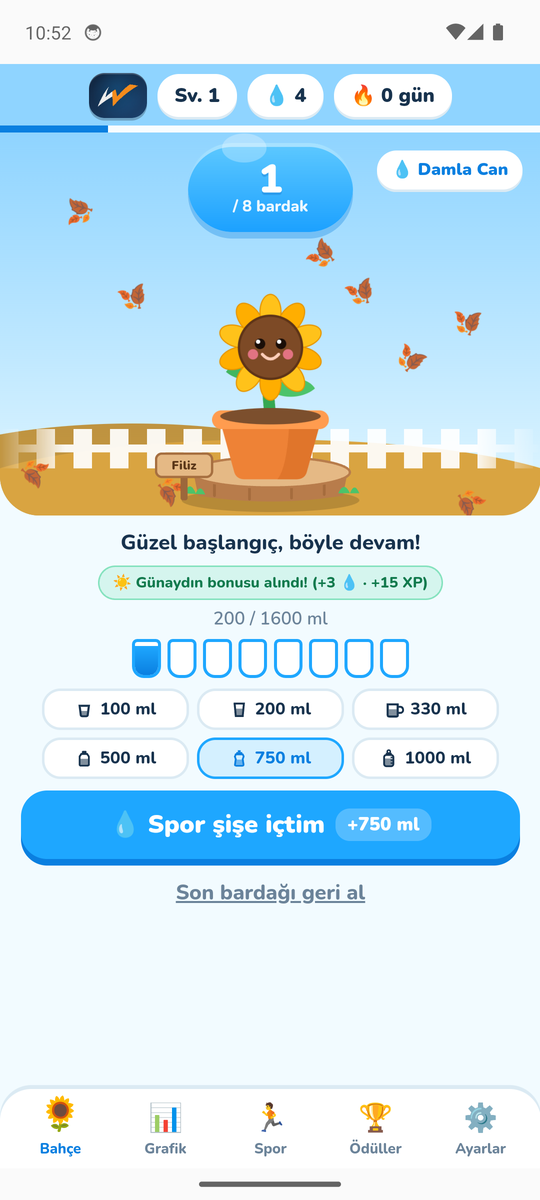 10:52
Sv. 1
4
0 gün
1
/ 8 bardak
Damla Can
Filiz
Güzel başlangıç, böyle devam!
Günaydın bonusu alındı! (+3 💧 · +15 XP)
200 / 1600 ml
100 ml
200 ml
330 ml
500 ml
750 ml
1000 ml
Spor şişe içtim
+750 ml
Son bardağı geri al
Bahçe
Grafik
Spor
Ödüller
Ayarlar